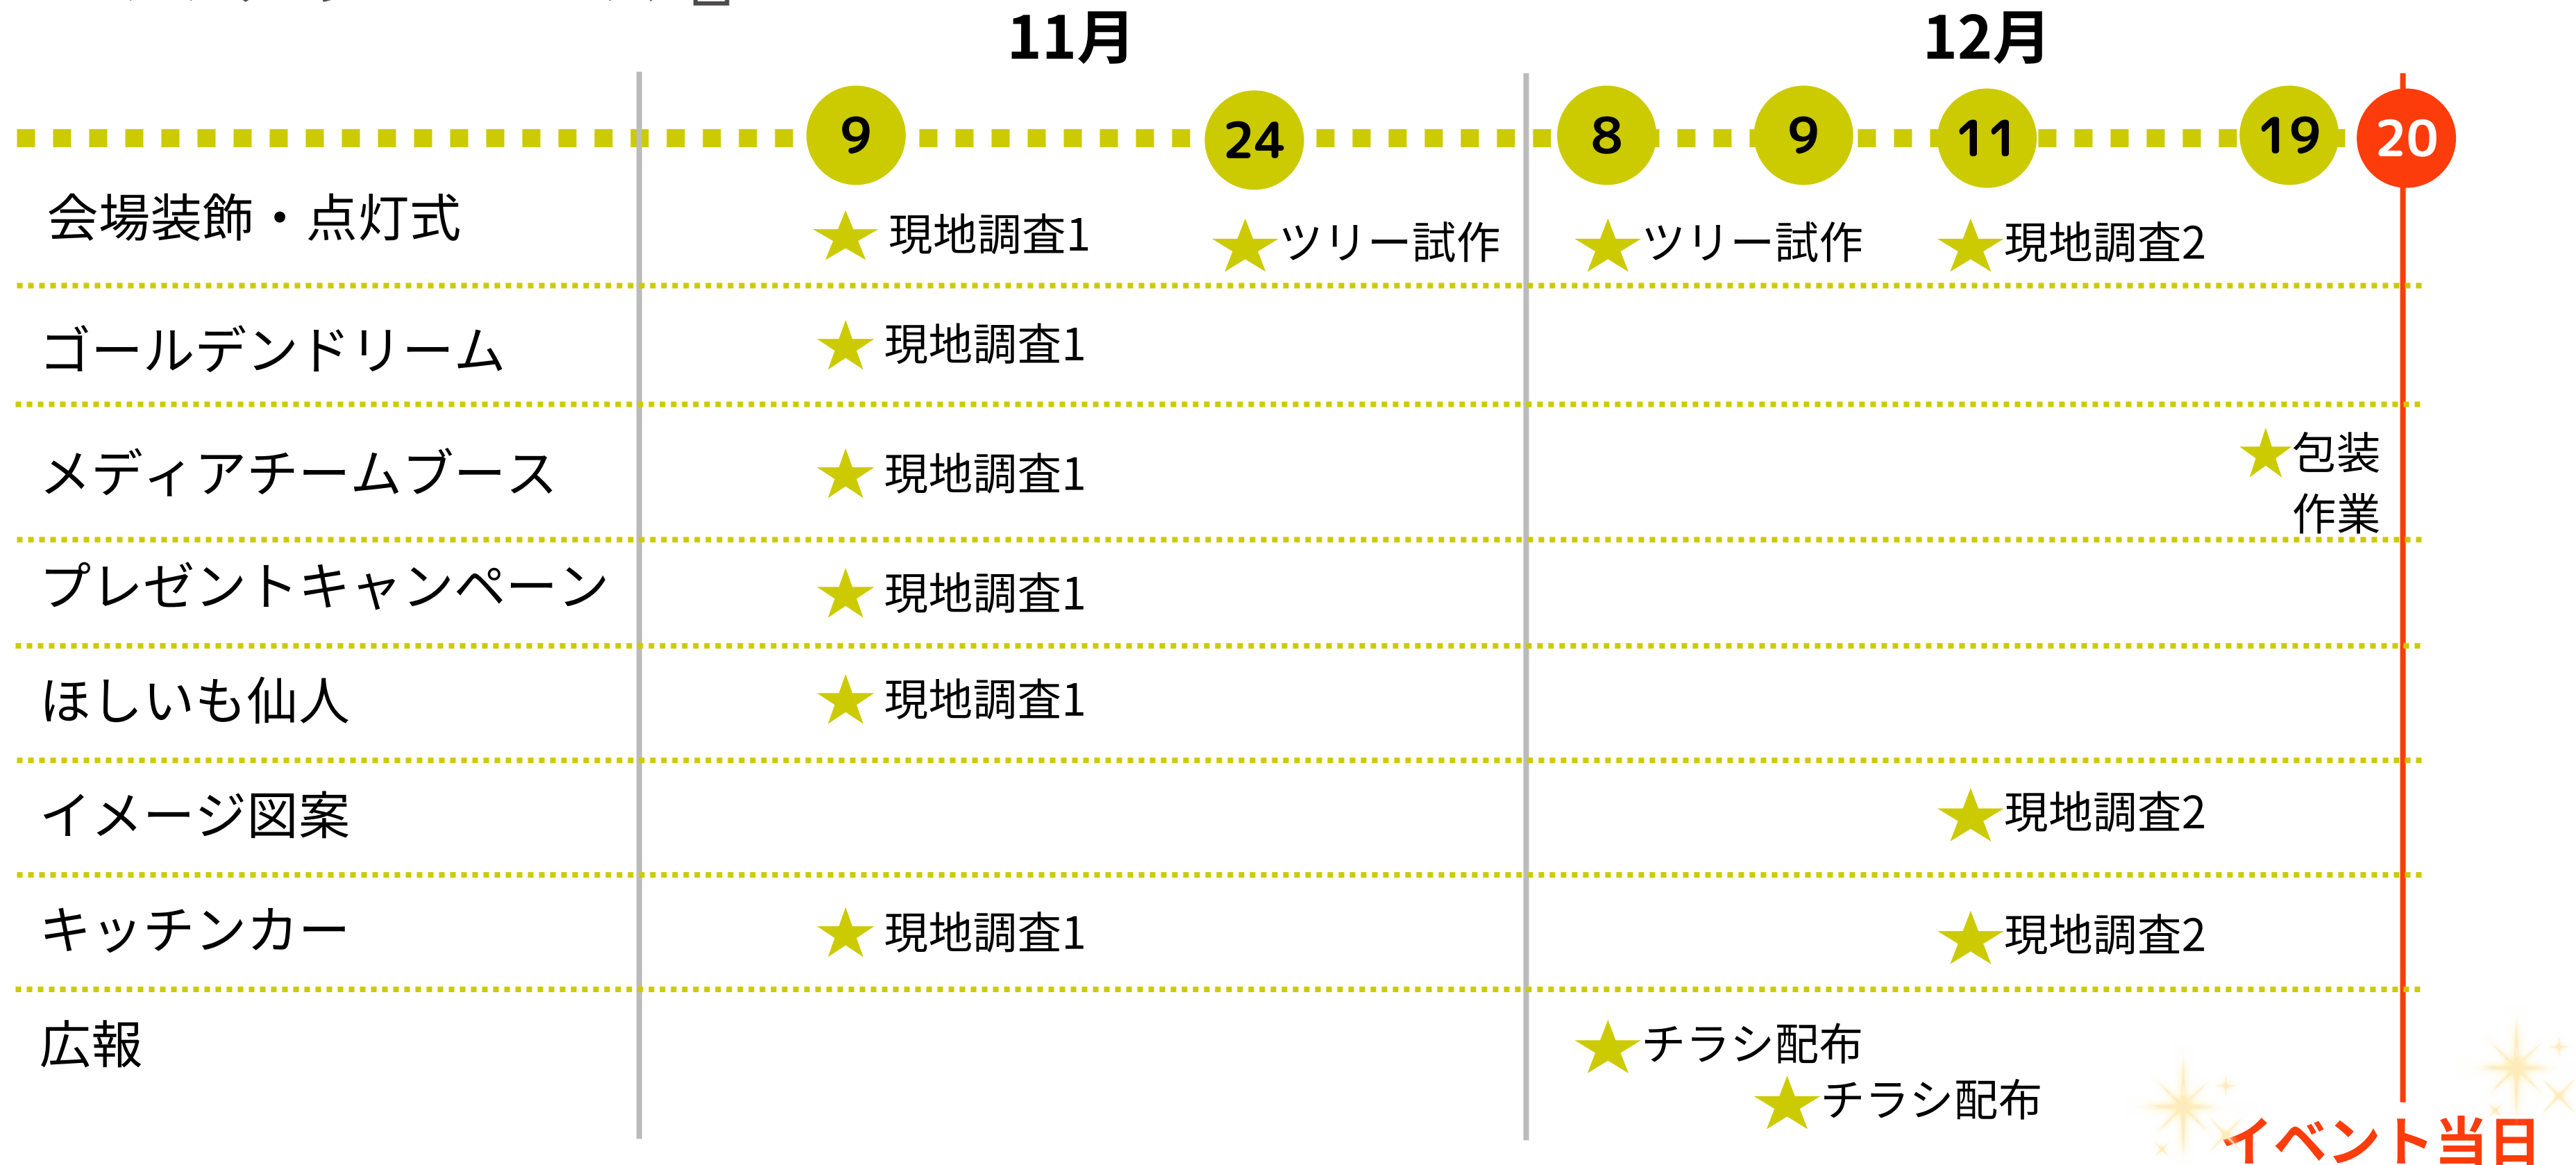 11月 12月
9 24 8 9 11 19 20
会場装飾・点灯式 現地調査1 ツリー試作 ツリー試作 現地調査2
ゴールデンドリーム 現地調査1
メディアチームブース 現地調査1 包装
作業
プレゼントキャンペーン 現地調査1
ほしいも仙人 現地調査1
イメージ図案 現地調査2
キッチンカー 現地調査1 現地調査2
広報 チラシ配布
チラシ配布
イベント当日